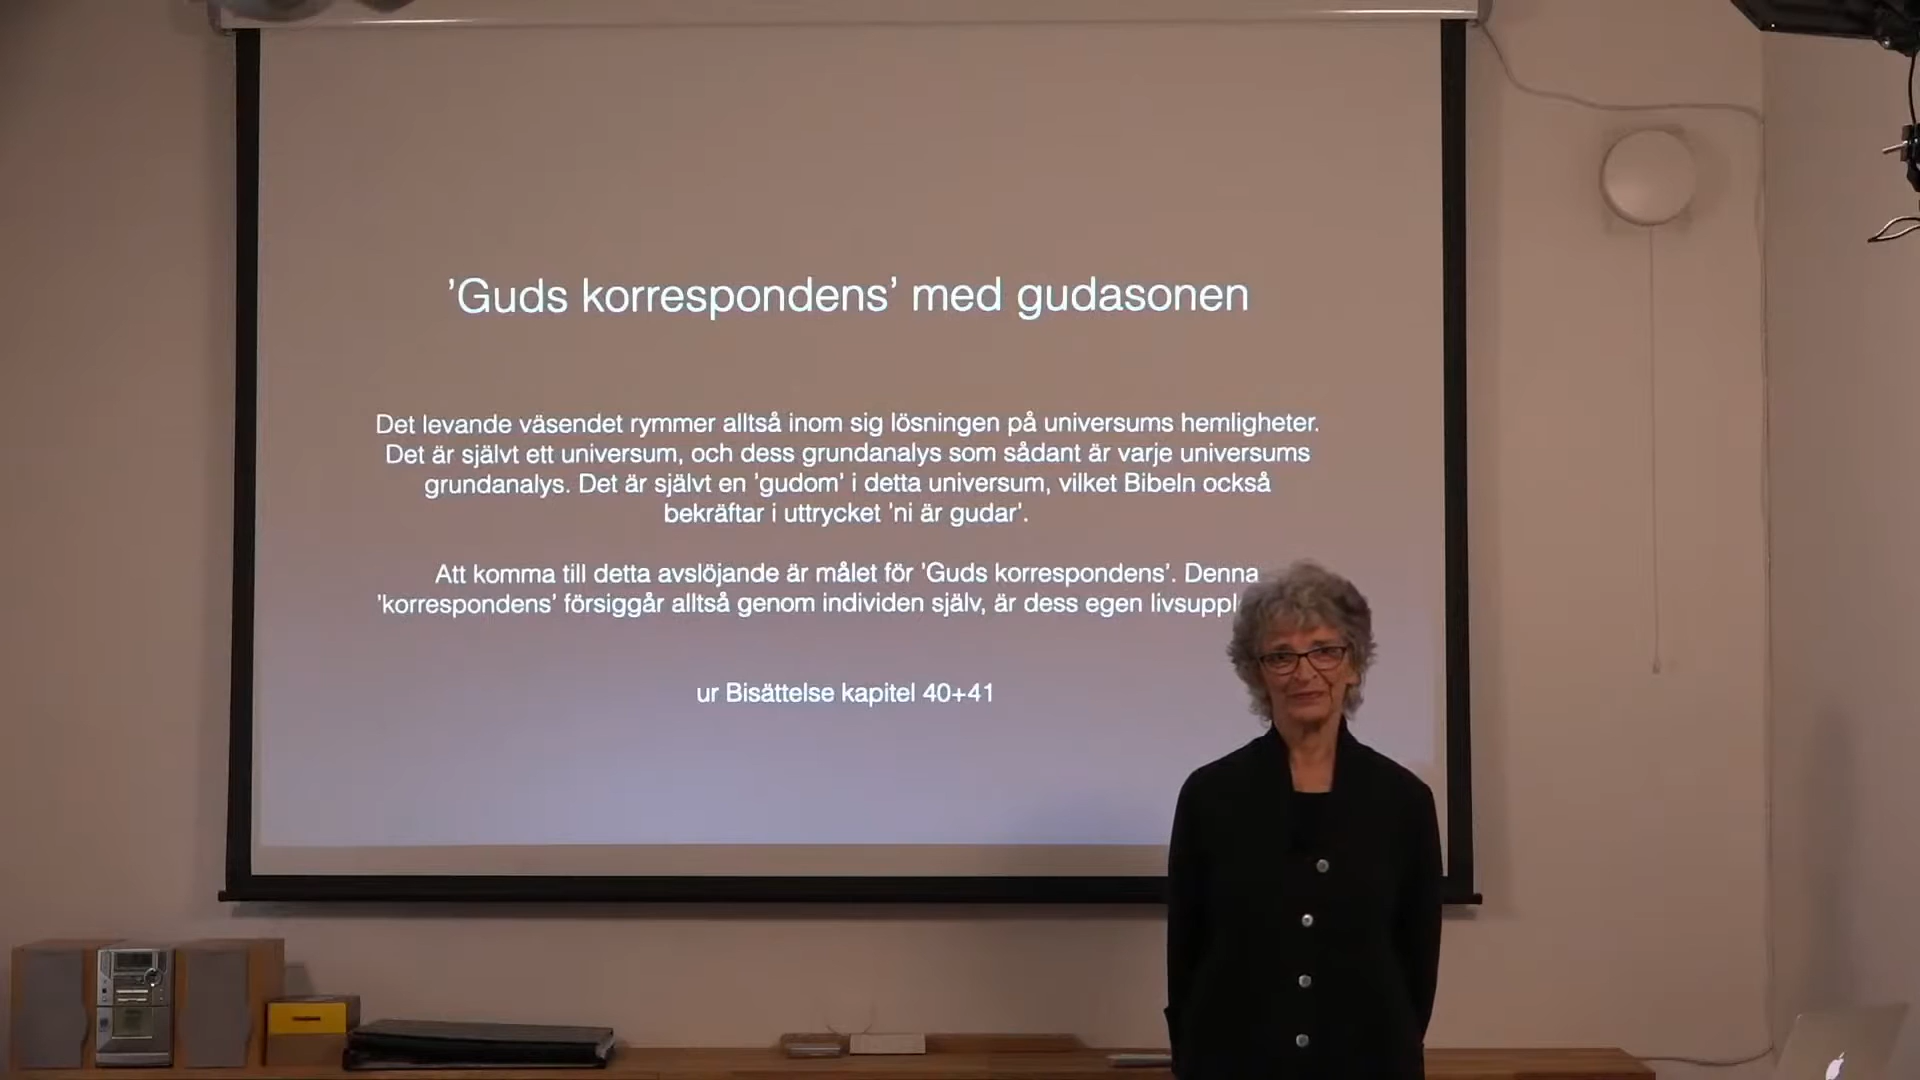 ’Guds korrespondens’ med gudasonen
Det levande väsendet rymmer alltså inom sig lösningen på universums hemligheter.
Det är självt ett universum, och dess grundanalys som sådant är varje universums
grundanalys. Det är självt en ’gudom’ i detta universum, vilket Bibeln också
bekräftar i uttrycket ’ni är gudar’.
Att komma till detta avslöjande är målet för ’Guds korrespondens’. Denna
’korrespondens’ försiggår alltså genom individen själv, är dess egen
ur Bisättelse kapitel 40+41